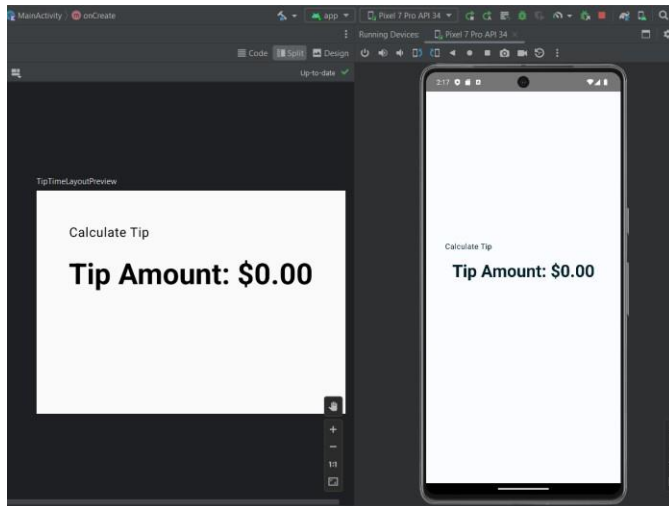 MainActivity onCreate app Pixel 7 Pro API 34
Running Devices: Pixel 7 Pro API 34
Code Split Design
Up-to-date
TipTimeLayoutPreview
Calculate Tip
Tip Amount: $0.00
1:1
2:17
Calculate Tip
Tip Amount: $0.00